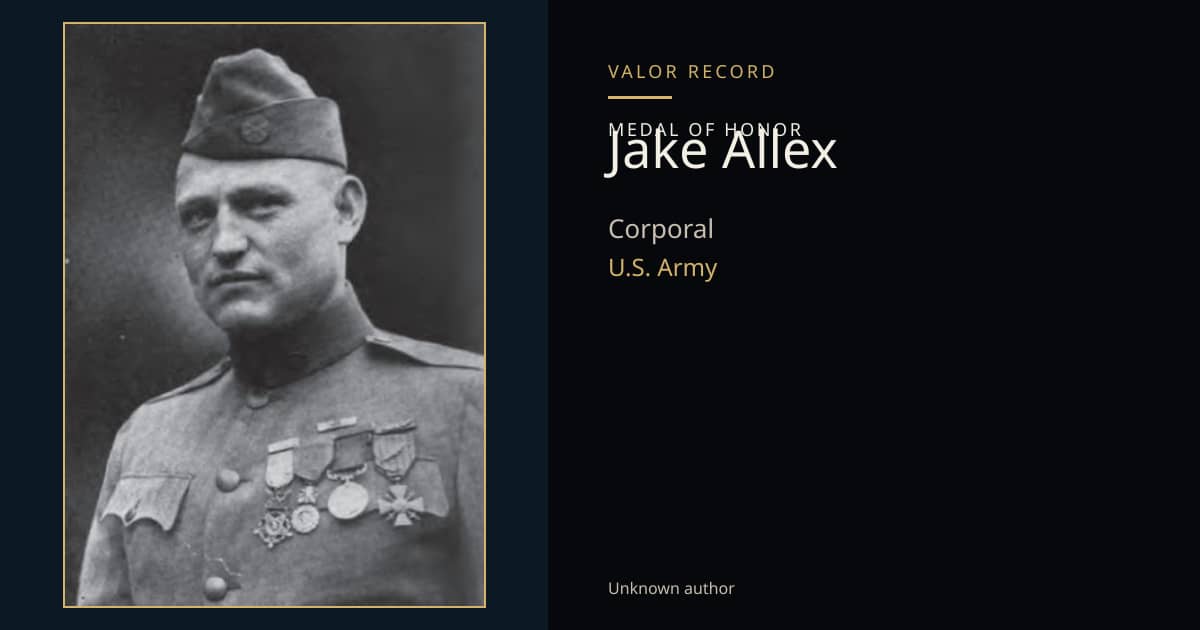 VALOR RECORD
MEDAL OF HONOR
Jake Allex
Corporal
U.S. Army
Unknown author